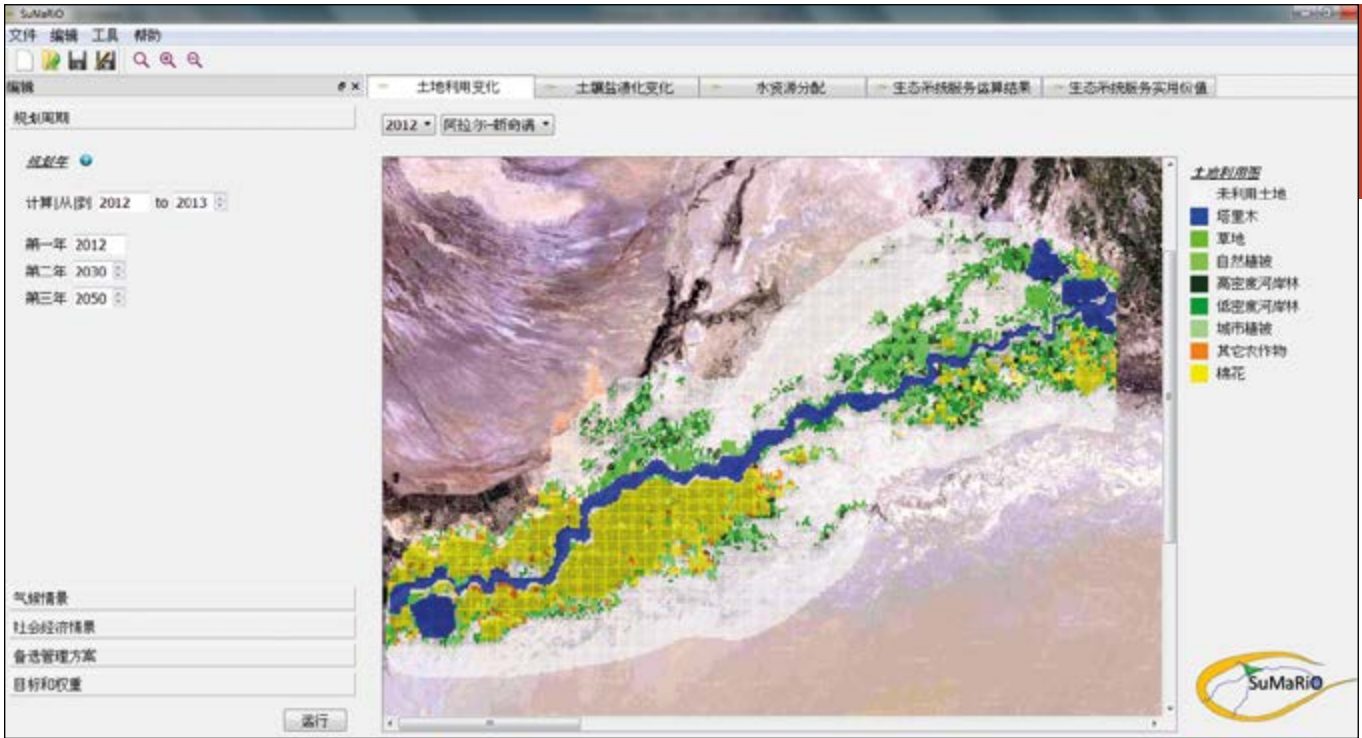 SuMaRiO
文件 编辑 工具 帮助
编辑
规划周期
规划年
计算|从|到 2012 to 2013
第一年 2012
第二年 2030
第三年 2050
气候情景
社会经济情景
备选管理方案
目标和权重
运行
土地利用变化 土壤盐渍化变化 水资源分配 生态系统服务运算结果 生态系统服务实用价值
2012 阿拉尔-新奇满
土地利用图
未利用土地
塔里木
草地
自然植被
高密度河岸林
低密度河岸林
城市植被
其它农作物
棉花
SuMaRiO